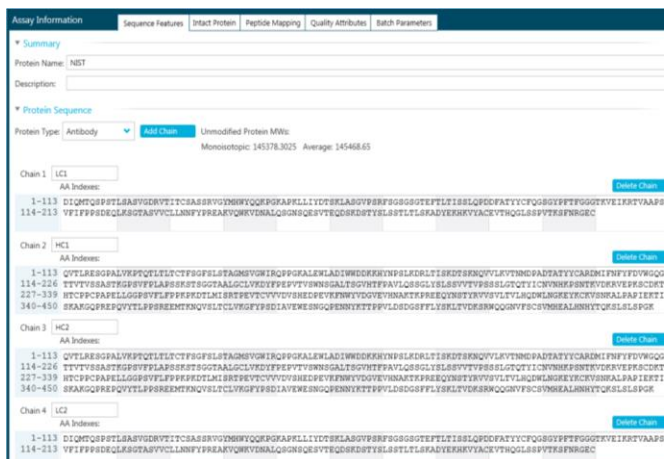 Assay Information
Sequence Features Intact Protein Peptide Mapping Quality Attributes Batch Parameters
Summary
Protein Name: NIST
Description:
Protein Sequence
Protein Type: Antibody Add Chain Unmodified Protein MWs:
Monoisotopic: 145378.3025 Average: 145468.65
Chain 1 LC1
AA Indexes: Delete Chain
1-113 DIQMTQSPSTLSASVGDRVTITCSASSRVGYMHWYQQKPGKAPKLLIYDTSKLASGVPSRFSGSGSGTEFTLTISSLQPDDFATYYCFQGSGYPFTFGGGTKVEIKRTVAAPS
114-213 VFIFPPSDEQLKSGTASVVCLLNNFYPREAKVQWKVDNALQSGNSQESVTEQDSKDSTYSLSSTLTLSKADYEKHKVYACEVTHQGLSSPVTKSFNRGEC
Chain 2 HC1
AA Indexes: Delete Chain
1-113 QVTLRESGPALVKPTQTLTLTCTFSGFSLSTAGMSVGWIRQPPGKALEWLADIWWDDKKHYNPSLKDRLTISKDTSKNQVVLKVTNMDPADTATYYCARDMIFNFYFDVWGQG
114-226 TTVTVSSASTKGPSVFPLAPSSKSTSGGTAALGCLVKDYFPEPVTVSWNSGALTSGVHTFPAVLQSSGLYSLSSVVTVPSSSLGTQTYICNVNHKPSNTKVDKRVEPKSCDKT
227-339 HTCPPCPAPELLGGPSVFLFPPKPKDTLMISRTPEVTCVVVDVSHEDPEVKFNWYVDGVEVHNAKTKPREEQYNSTYRVVSVLTVLHQDWLNGKEYKCKVSNKALPAPIEKTI
340-450 SKAKGQPREPQVYTLPPSREEMTKNQVSLTCLVKGFYPSDIAVEWESNGQPENNYKTTPPVLDSDGSFFLYSKLTVDKSRWQQGNVFSCSVMHEALHNHYTQKSLSLSPGK
Chain 3 HC2
AA Indexes: Delete Chain
1-113 QVTLRESGPALVKPTQTLTLTCTFSGFSLSTAGMSVGWIRQPPGKALEWLADIWWDDKKHYNPSLKDRLTISKDTSKNQVVLKVTNMDPADTATYYCARDMIFNFYFDVWGQG
114-226 TTVTVSSASTKGPSVFPLAPSSKSTSGGTAALGCLVKDYFPEPVTVSWNSGALTSGVHTFPAVLQSSGLYSLSSVVTVPSSSLGTQTYICNVNHKPSNTKVDKRVEPKSCDKT
227-339 HTCPPCPAPELLGGPSVFLFPPKPKDTLMISRTPEVTCVVVDVSHEDPEVKFNWYVDGVEVHNAKTKPREEQYNSTYRVVSVLTVLHQDWLNGKEYKCKVSNKALPAPIEKTI
340-450 SKAKGQPREPQVYTLPPSREEMTKNQVSLTCLVKGFYPSDIAVEWESNGQPENNYKTTPPVLDSDGSFFLYSKLTVDKSRWQQGNVFSCSVMHEALHNHYTQKSLSLSPGK
Chain 4 LC2
AA Indexes: Delete Chain
1-113 DIQMTQSPSTLSASVGDRVTITCSASSRVGYMHWYQQKPGKAPKLLIYDTSKLASGVPSRFSGSGSGTEFTLTISSLQPDDFATYYCFQGSGYPFTFGGGTKVEIKRTVAAPS
114-213 VFIFPPSDEQLKSGTASVVCLLNNFYPREAKVQWKVDNALQSGNSQESVTEQDSKDSTYSLSSTLTLSKADYEKHKVYACEVTHQGLSSPVTKSFNRGEC